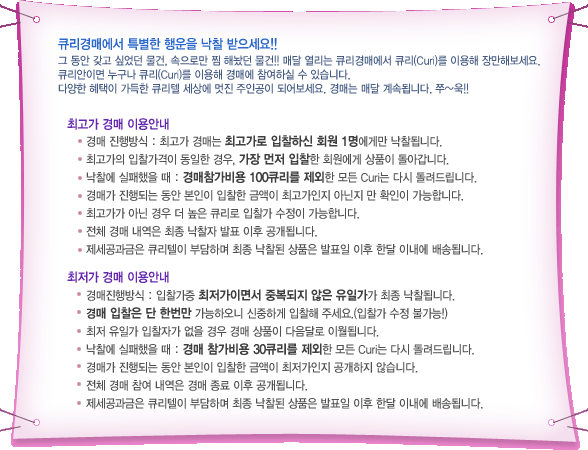 큐리경매에서 특별한 행운을 낙찰 받으세요!!
그 동안 갖고 싶었던 물건, 속으로만 찜 해놨던 물건!! 매달 열리는 큐리경매에서 큐리(Curi)를 이용해 장만해보세요.
큐리안이면 누구나 큐리(Curi)를 이용해 경매에 참여하실 수 있습니다.
다양한 혜택이 가득한 큐리텔 세상에 멋진 주인공이 되어보세요. 경매는 매달 계속됩니다. 쭈~욱!!
최고가 경매 이용안내
• 경매 진행방식 : 최고가 경매는 최고가로 입찰하신 회원 1명에게만 낙찰됩니다.
• 최고가의 입찰가격이 동일한 경우, 가장 먼저 입찰한 회원에게 상품이 돌아갑니다.
• 낙찰에 실패했을 때 : 경매참가비용 100큐리를 제외한 모든 Curi는 다시 돌려드립니다.
• 경매가 진행되는 동안 본인이 입찰한 금액이 최고가인지 아닌지 만 확인이 가능합니다.
• 최고가가 아닌 경우 더 높은 큐리로 입찰가 수정이 가능합니다.
• 전체 경매 내역은 최종 낙찰자 발표 이후 공개됩니다.
• 제세공과금은 큐리텔이 부담하며 최종 낙찰된 상품은 발표일 이후 한달 이내에 배송됩니다.
최저가 경매 이용안내
• 경매진행방식 : 입찰가중 최저가이면서 중복되지 않은 유일가가 최종 낙찰됩니다.
• 경매 입찰은 단 한번만 가능하오니 신중하게 입찰해 주세요.(입찰가 수정 불가능!)
• 최저 유일가 입찰자가 없을 경우 경매 상품이 다음달로 이월됩니다.
• 낙찰에 실패했을 때 : 경매 참가비용 30큐리를 제외한 모든 Curi는 다시 돌려드립니다.
• 경매가 진행되는 동안 본인이 입찰한 금액이 최저가인지 공개하지 않습니다.
• 전체 경매 참여 내역은 경매 종료 이후 공개됩니다.
• 제세공과금은 큐리텔이 부담하며 최종 낙찰된 상품은 발표일 이후 한달 이내에 배송됩니다.